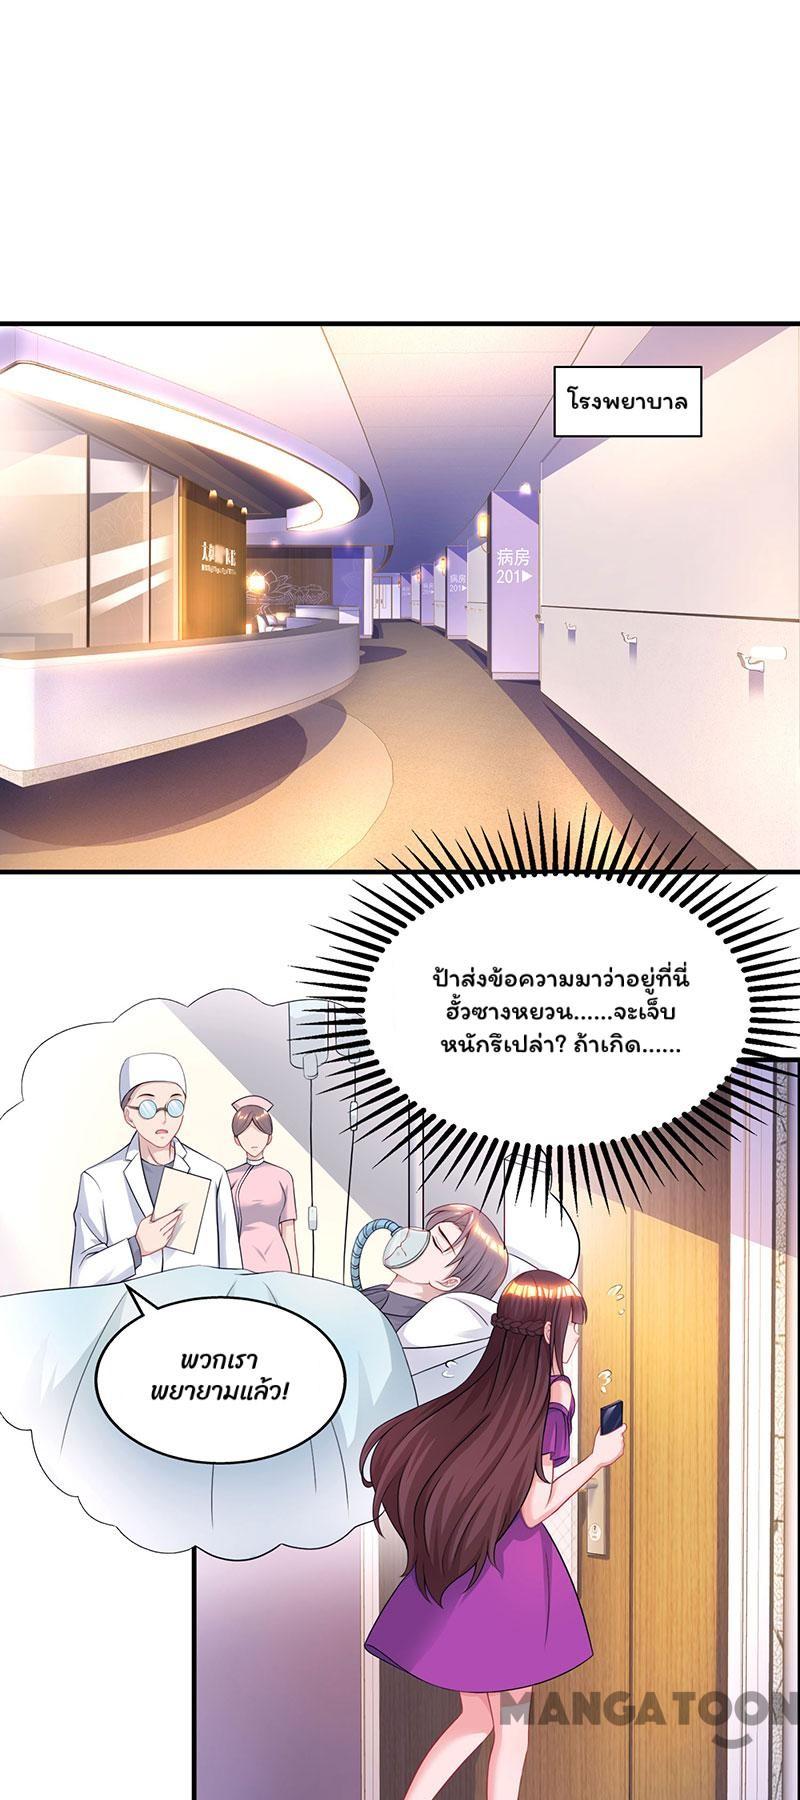 โรงพยาบาล
病房
201▶
病房
201▶
ป้าส่งข้อความมาว่าอยู่ที่นี่
ฮั้วซางหยวน......จะเจ็บ
หนักรึเปล่า? ถ้าเกิด......
พวกเรา
พยายามแล้ว!
MANGATOON